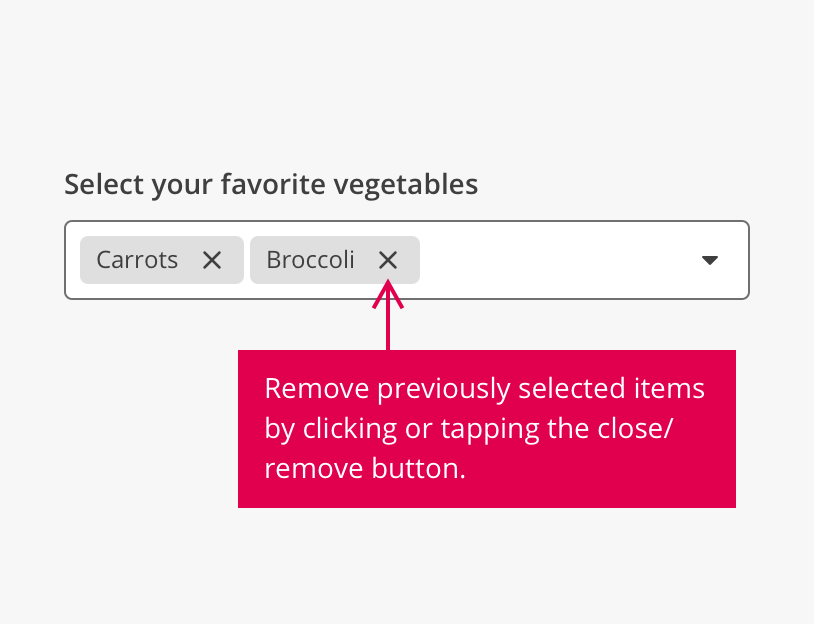 Select your favorite vegetables
Carrots Broccoli
Remove previously selected items
by clicking or tapping the close/
remove button.